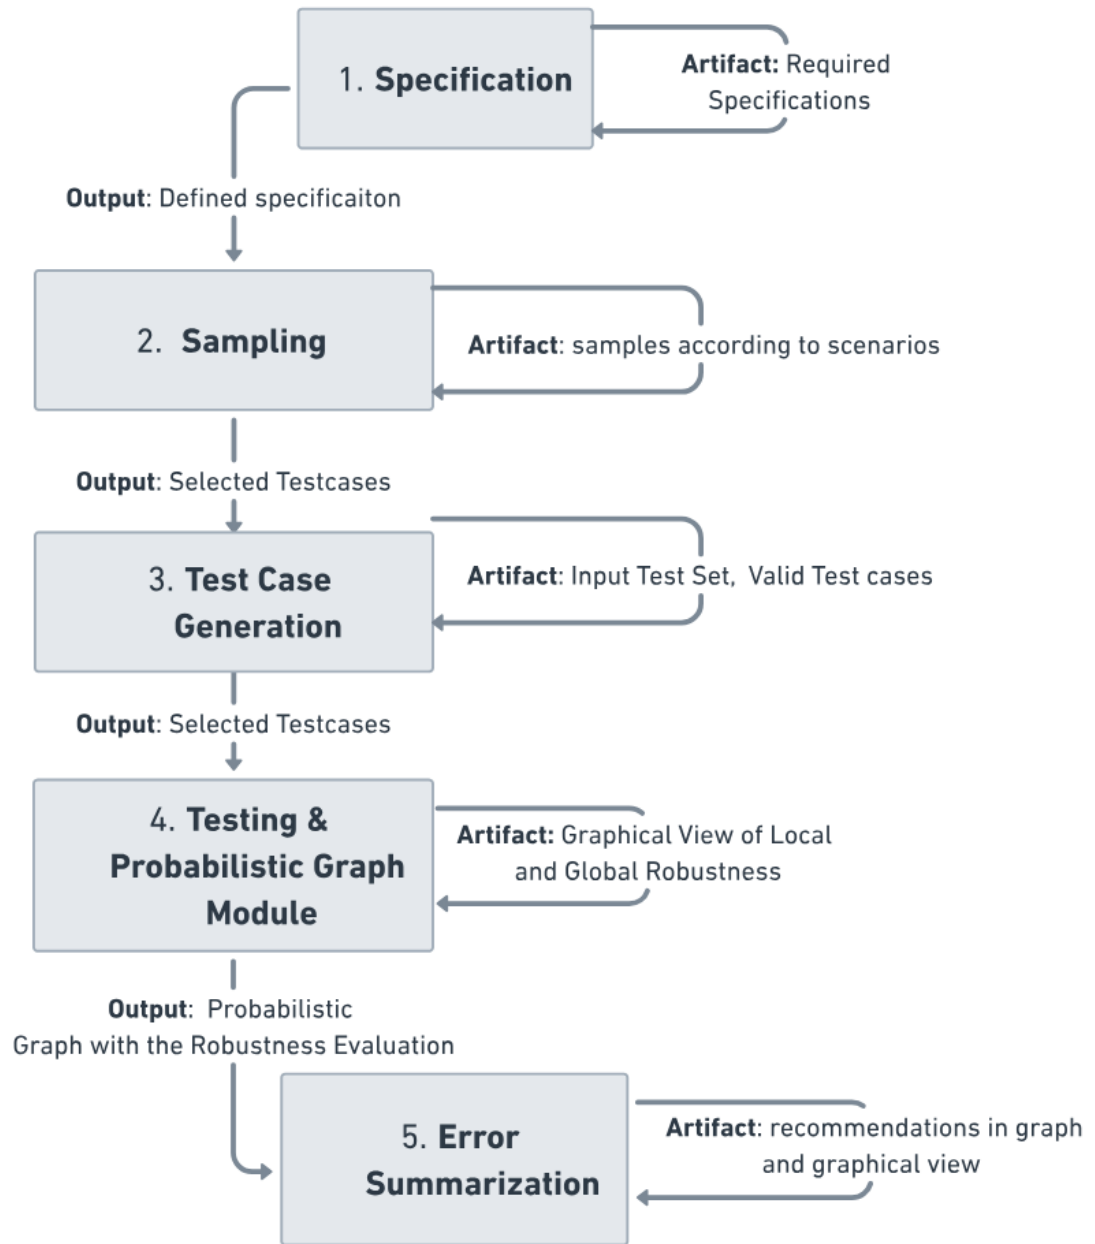 1. Specification
Artifact: Required
Specifications
Output: Defined specificaiton
2. Sampling
Artifact: samples according to scenarios
Output: Selected Testcases
3. Test Case
Generation
Artifact: Input Test Set, Valid Test cases
Output: Selected Testcases
4. Testing &
Probabilistic Graph
Module
Artifact: Graphical View of Local
and Global Robustness
Output: Probabilistic
Graph with the Robustness Evaluation
5. Error
Summarization
Artifact: recommendations in graph
and graphical view